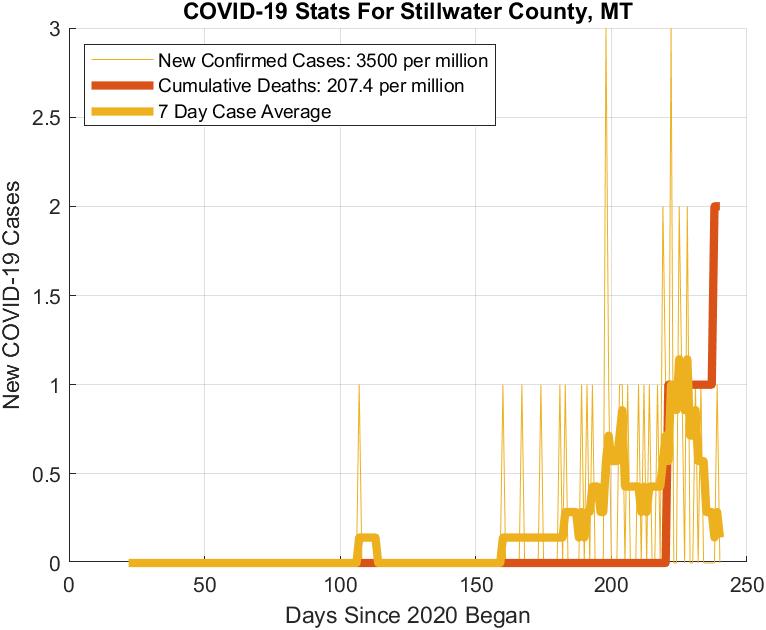 COVID-19 Stats For Stillwater County, MT
New Confirmed Cases: 3500 per million
Cumulative Deaths: 207.4 per million
7 Day Case Average
New COVID-19 Cases
3
2.5
2
1.5
1
0.5
0
0 50 100 150 200 250
Days Since 2020 Began